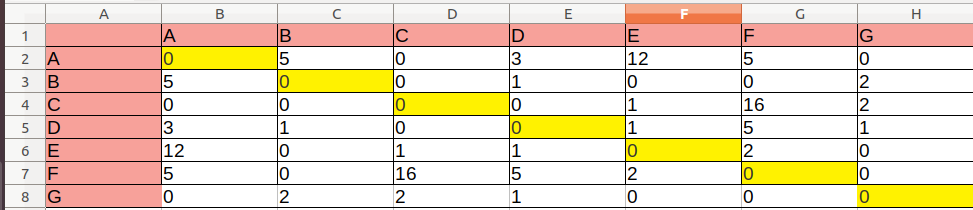 A B C D E F G H
1 A B C D E F G
2 A 0 5 0 3 12 5 0
3 B 5 0 0 1 0 0 2
4 C 0 0 0 0 1 16 2
5 D 3 1 0 0 1 5 1
6 E 12 0 1 1 0 2 0
7 F 5 0 16 5 2 0 0
8 G 0 2 2 1 0 0 0